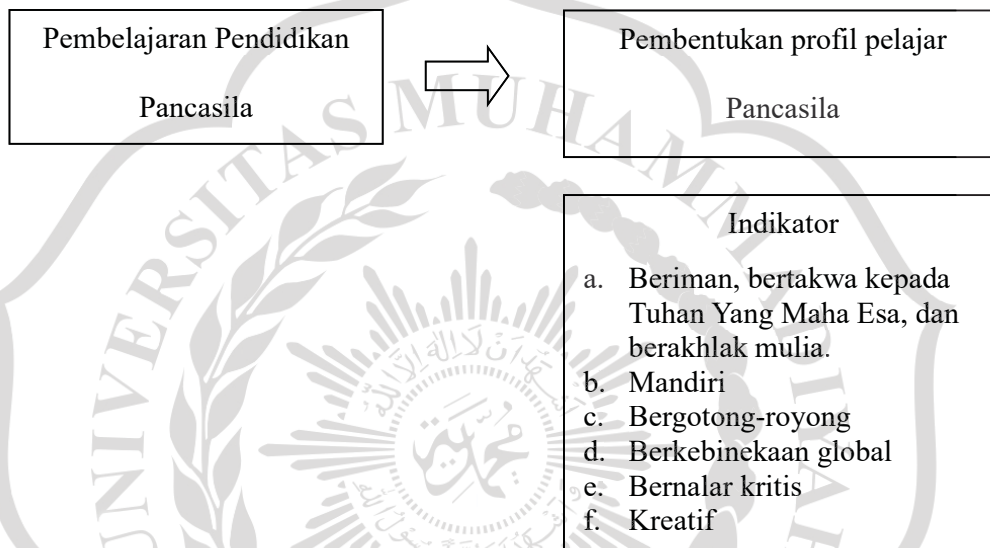 Pembelajaran Pendidikan
Pancasila
Pembentukan profil pelajar
Pancasila
Indikator
a. Beriman, bertakwa kepada
Tuhan Yang Maha Esa, dan
berakhlak mulia.
b. Mandiri
c. Bergotong-royong
d. Berkebinekaan global
e. Bernalar kritis
f. Kreatif